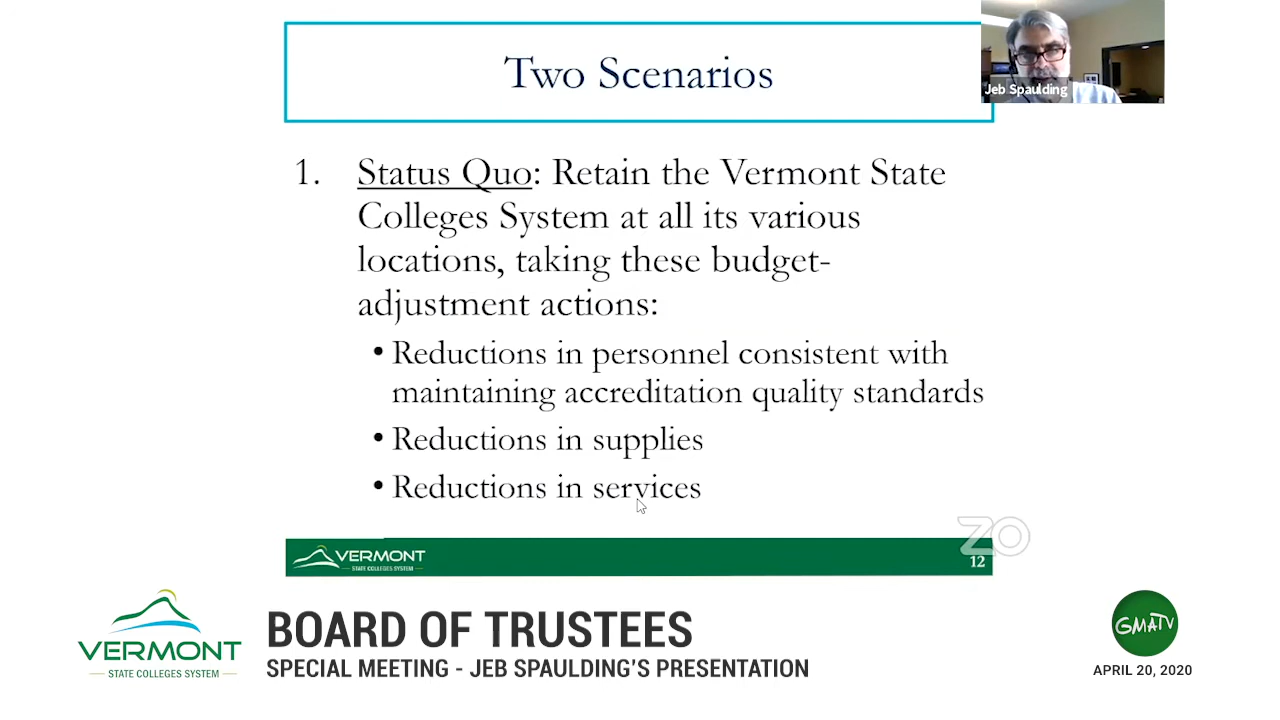 Two Scenarios
Jeb Spaulding
1. Status Quo: Retain the Vermont State
Colleges System at all its various
locations, taking these budget-
adjustment actions:
• Reductions in personnel consistent with
maintaining accreditation quality standards
• Reductions in supplies
• Reductions in services
VERMONT
STATE COLLEGES SYSTEM
ZO
12
VERMONT
STATE COLLEGES SYSTEM
BOARD OF TRUSTEES
SPECIAL MEETING - JEB SPAULDING'S PRESENTATION
GMATV
APRIL 20, 2020